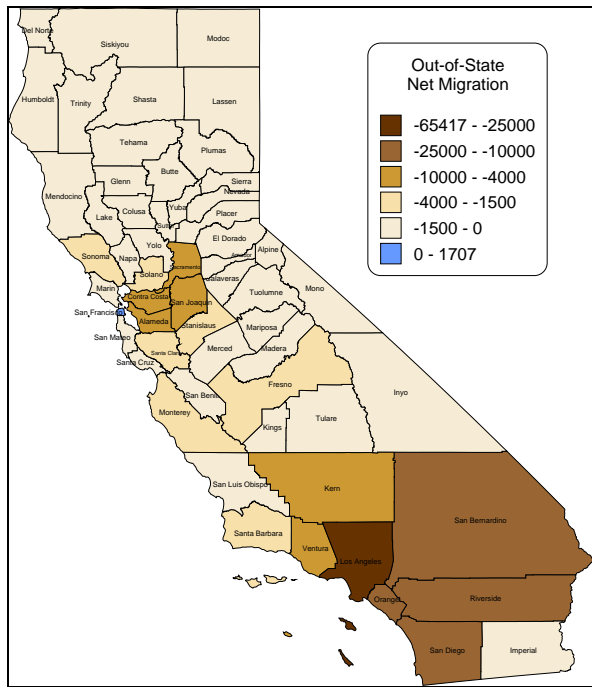 Del Norte
Siskiyou
Modoc
Out-of-State
Net Migration
-65417 - -25000
-25000 - -10000
-10000 - -4000
-4000 - -1500
-1500 - 0
0 - 1707
Humboldt
Trinity
Shasta
Lassen
Tehama
Plumas
Butte
Glenn
Sierra
Mendocino
Nevada
Colusa
Yuba
Lake
Placer
Sutter
El Dorado
Yolo
Alpine
Sonoma
Napa
Amador
Sacramento
Solano
Calaveras
Mono
Marin
Contra Costa
San Joaquin
Tuolumne
San Francisco
Alameda
Stanislaus
Mariposa
San Mateo
Merced
Madera
Santa Clara
Santa Cruz
Fresno
San Benito
Inyo
Monterey
Tulare
Kings
San Luis Obispo
Kern
San Bernardino
Santa Barbara
Ventura
Los Angeles
Orange
Riverside
San Diego
Imperial